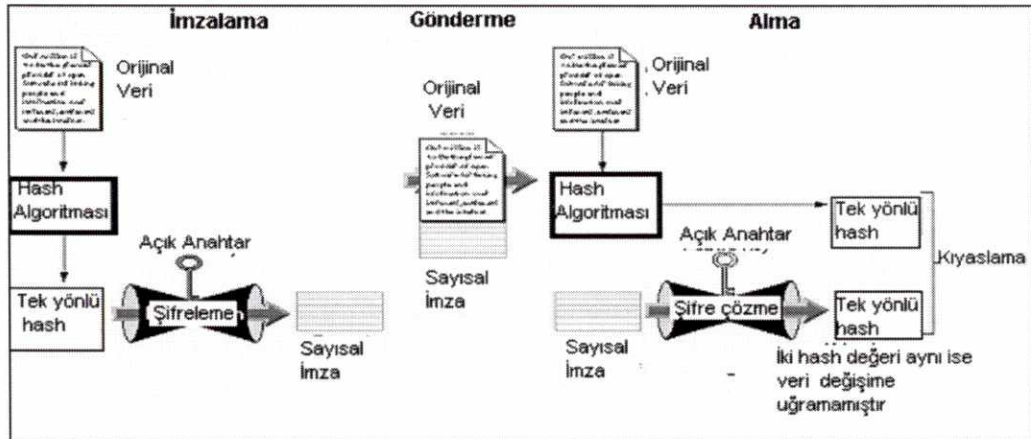 İmzalama
Orijinal
Veri
Hash
Algoritması
Tek yönlü
hash
Açık Anahtar
Şifreleme
Sayısal
İmza
Gönderme
Orijinal
Veri
Sayısal
İmza
Alma
Orijinal
Veri
Hash
Algoritması
Tek yönlü
hash
Kıyaslama
Açık Anahtar
Şifre çözme
Sayısal
İmza
Tek yönlü
hash
İki hash değeri aynı ise
veri değişime
uğramamıştır